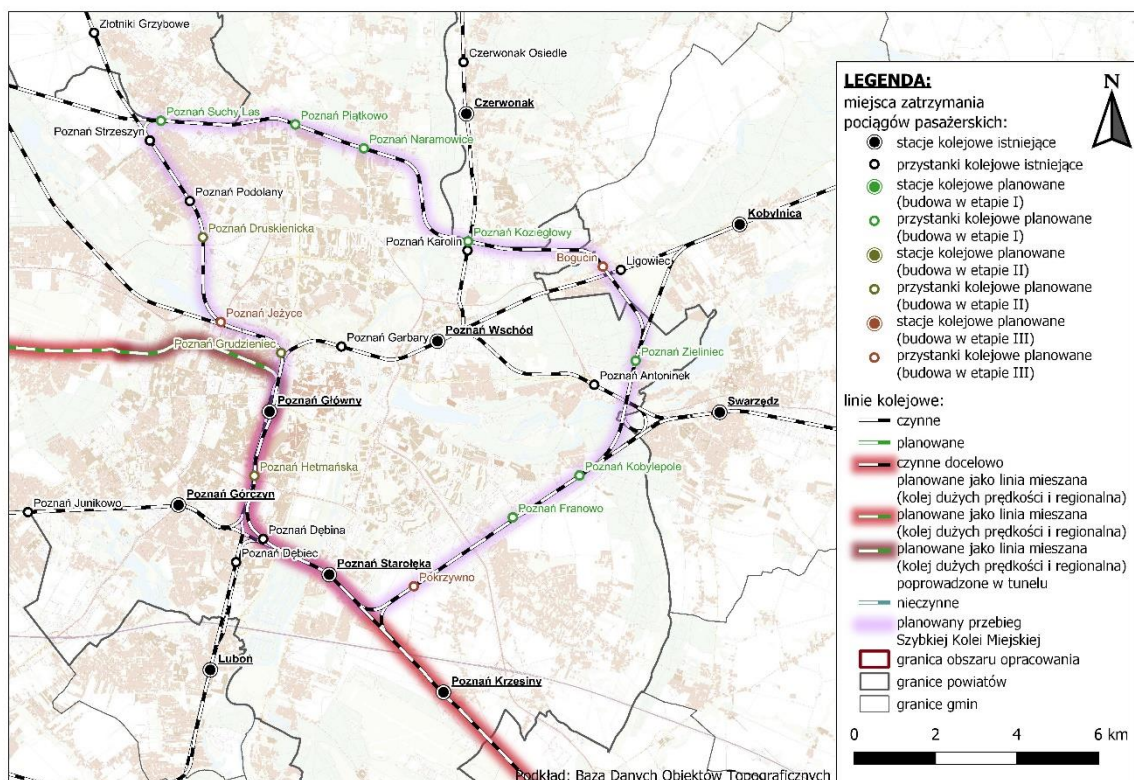 Złotniki Grzybowe
Czerwonak Osiedle
Czerwonak
Poznań Suchy Las
Poznań Piątkowo
Poznań Strzeszyn
Poznań Naramowice
Poznań Podolany
Poznań Druskienicka
Poznań Koziegłowy
Poznań Karolin
Kobylnica
Bogucin
Ligowiec
Poznań Jeżyce
Poznań Grudzieniec
Poznań Garbary
Poznań Wschód
Poznań Zieliniec
Poznań Antoninek
Poznań Główny
Swarzędz
Poznań Hetmańska
Poznań Kobylepole
Poznań Junikowo
Poznań Górczyn
Poznań Franowo
Poznań Dębina
Poznań Dębiec
Poznań Starołęka
Pokrzywno
Luboń
Poznań Krzesiny
Podkład: Baza Danych Obiektów Topograficznych
LEGENDA:
N
miejsca zatrzymania
pociągów pasażerskich:
stacje kolejowe istniejące
przystanki kolejowe istniejące
stacje kolejowe planowane
(budowa w etapie I)
przystanki kolejowe planowane
(budowa w etapie I)
stacje kolejowe planowane
(budowa w etapie II)
przystanki kolejowe planowane
(budowa w etapie II)
stacje kolejowe planowane
(budowa w etapie III)
przystanki kolejowe planowane
(budowa w etapie III)
linie kolejowe:
czynne
planowane
czynne docelowo
planowane jako linia mieszana
(kolej dużych prędkości i regionalna)
planowane jako linia mieszana
(kolej dużych prędkości i regionalna)
planowane jako linia mieszana
(kolej dużych prędkości i regionalna)
poprowadzone w tunelu
nieczynne
planowany przebieg
Szybkiej Kolei Miejskiej
granica obszaru opracowania
granice powiatów
granice gmin
0 2 4 6 km